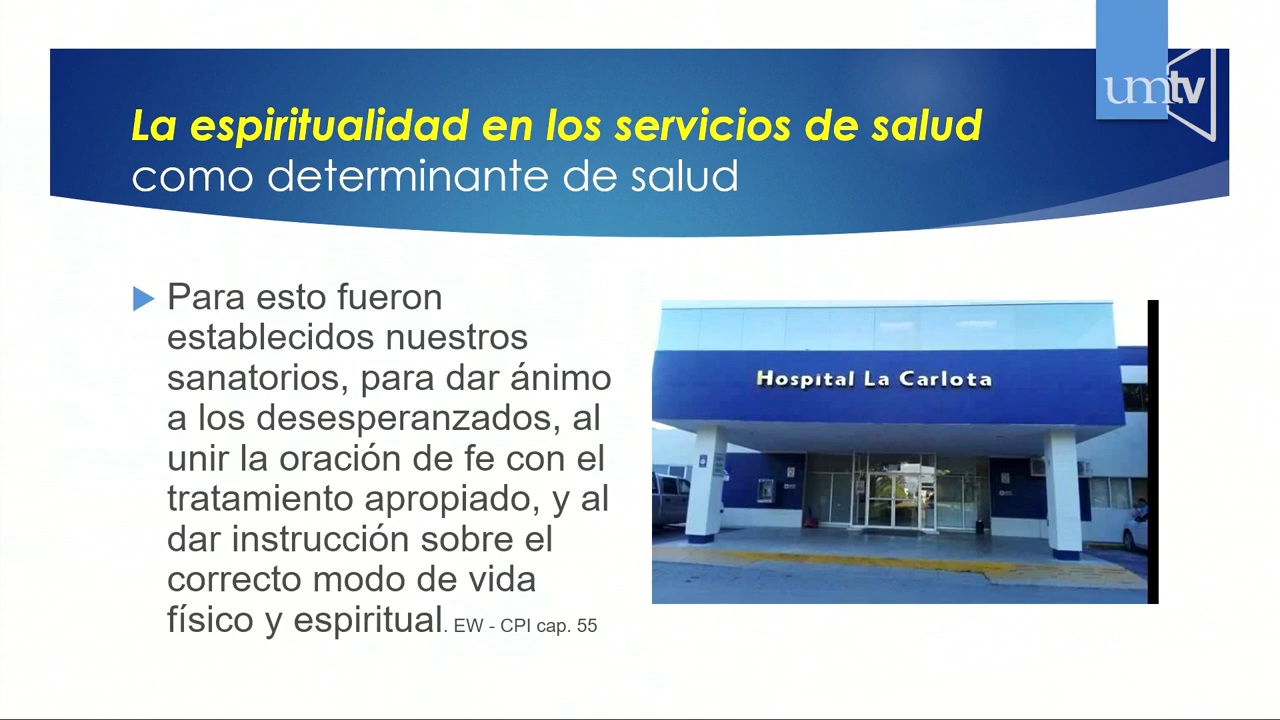 umtv
La espiritualidad en los servicios de salud
como determinante de salud
Para esto fueron
establecidos nuestros
sanatorios, para dar ánimo
a los desesperanzados, al
unir la oración de fe con el
tratamiento apropiado, y al
dar instrucción sobre el
correcto modo de vida
físico y espiritual. EW - CPI cap. 55
Hospital La Carlota